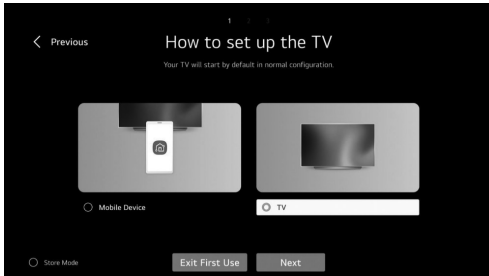 1
Previous
How to set up the TV
Your TV will start by default in normal configuration.
Mobile Device
TV
Store Mode
Exit First Use
Next